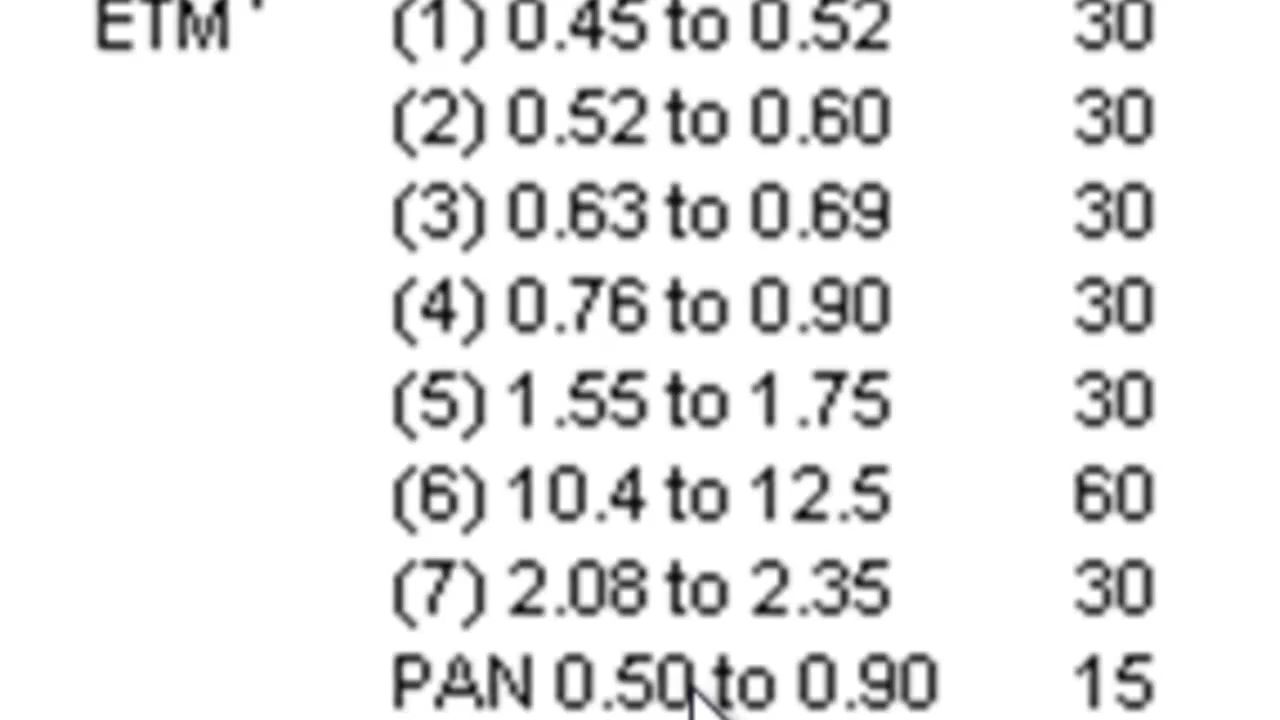 ETM+ (1) 0.45 to 0.52 30
(2) 0.52 to 0.60 30
(3) 0.63 to 0.69 30
(4) 0.76 to 0.90 30
(5) 1.55 to 1.75 30
(6) 10.4 to 12.5 60
(7) 2.08 to 2.35 30
PAN 0.50 to 0.90 15